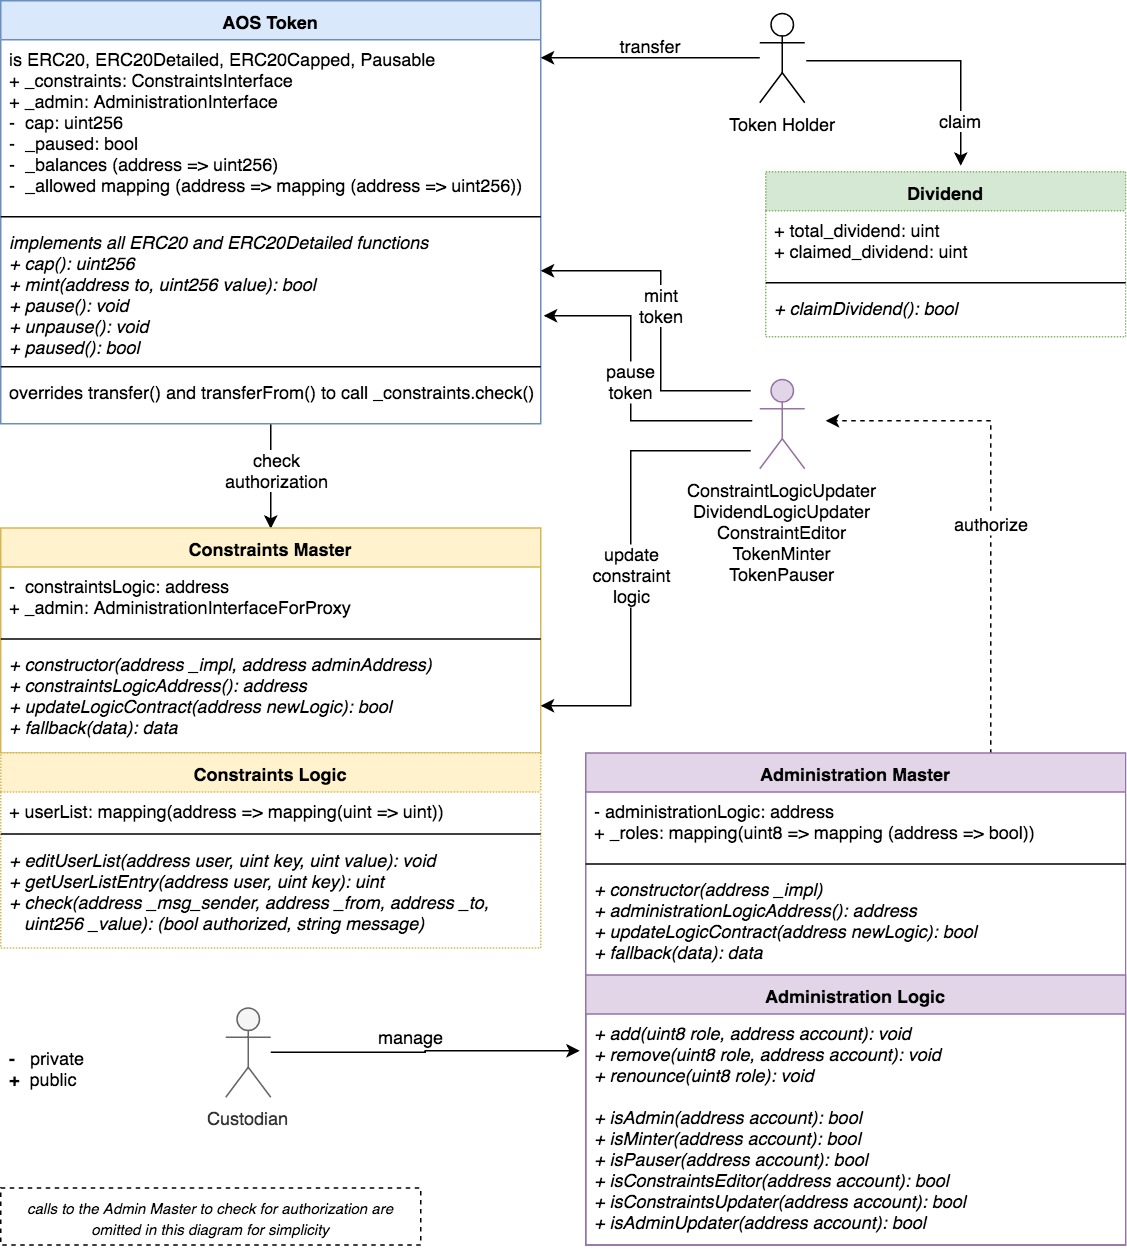 AOS Token
is ERC20, ERC20Detailed, ERC20Capped, Pausable
+ _constraints: ConstraintsInterface
+ _admin: AdministrationInterface
- cap: uint256
- _paused: bool
- _balances (address => uint256)
- _allowed mapping (address => mapping (address => uint256))
implements all ERC20 and ERC20Detailed functions
+ cap(): uint256
+ mint(address to, uint256 value): bool
+ pause(): void
+ unpause(): void
+ paused(): bool
overrides transfer() and transferFrom() to call _constraints.check()
transfer
Token Holder
claim
Dividend
+ total_dividend: uint
+ claimed_dividend: uint
+ claimDividend(): bool
mint
token
pause
token
check
authorization
ConstraintLogicUpdater
DividendLogicUpdater
ConstraintEditor
TokenMinter
TokenPauser
authorize
update
constraint
logic
Constraints Master
- constraintsLogic: address
+ _admin: AdministrationInterfaceForProxy
+ constructor(address _impl, address adminAddress)
+ constraintsLogicAddress(): address
+ updateLogicContract(address newLogic): bool
+ fallback(data): data
Constraints Logic
+ userList: mapping(address => mapping(uint => uint))
+ editUserList(address user, uint key, uint value): void
+ getUserListEntry(address user, uint key): uint
+ check(address _msg_sender, address _from, address _to,
uint256 _value): (bool authorized, string message)
Administration Master
- administrationLogic: address
+ _roles: mapping(uint8 => mapping (address => bool))
+ constructor(address _impl)
+ administrationLogicAddress(): address
+ updateLogicContract(address newLogic): bool
+ fallback(data): data
Administration Logic
+ add(uint8 role, address account): void
+ remove(uint8 role, address account): void
+ renounce(uint8 role): void
+ isAdmin(address account): bool
+ isMinter(address account): bool
+ isPauser(address account): bool
+ isConstraintsEditor(address account): bool
+ isConstraintsUpdater(address account): bool
+ isAdminUpdater(address account): bool
manage
Custodian
- private
+ public
calls to the Admin Master to check for authorization are
omitted in this diagram for simplicity